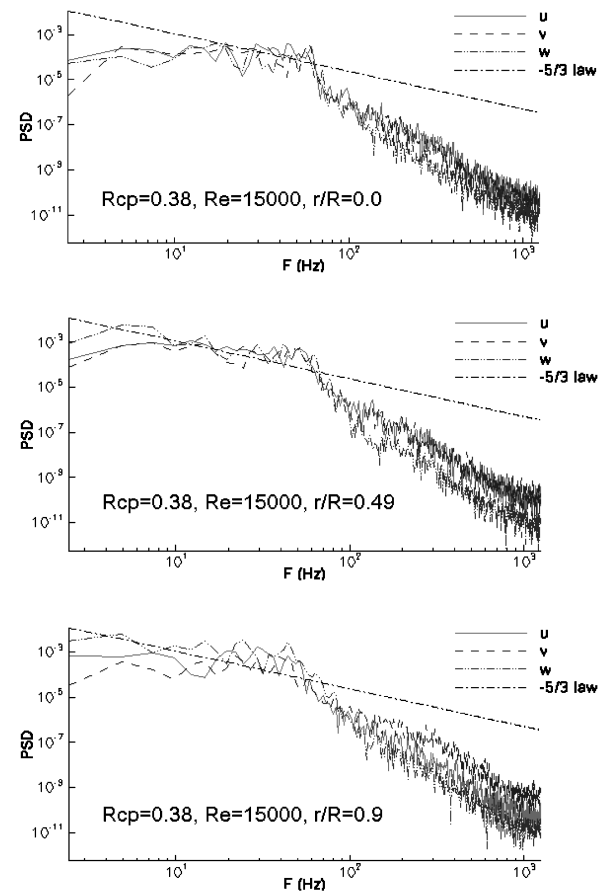 10⁻³
10⁻⁵
10⁻⁷
10⁻⁹
10⁻¹¹
PSD
u
v
w
-5/3 law
Rcp=0.38, Re=15000, r/R=0.0
10¹ 10² 10³
F (Hz)
10⁻³
10⁻⁵
10⁻⁷
10⁻⁹
10⁻¹¹
PSD
u
v
w
-5/3 law
Rcp=0.38, Re=15000, r/R=0.49
10¹ 10² 10³
F (Hz)
10⁻³
10⁻⁵
10⁻⁷
10⁻⁹
10⁻¹¹
PSD
u
v
w
-5/3 law
Rcp=0.38, Re=15000, r/R=0.9
10¹ 10² 10³
F (Hz)